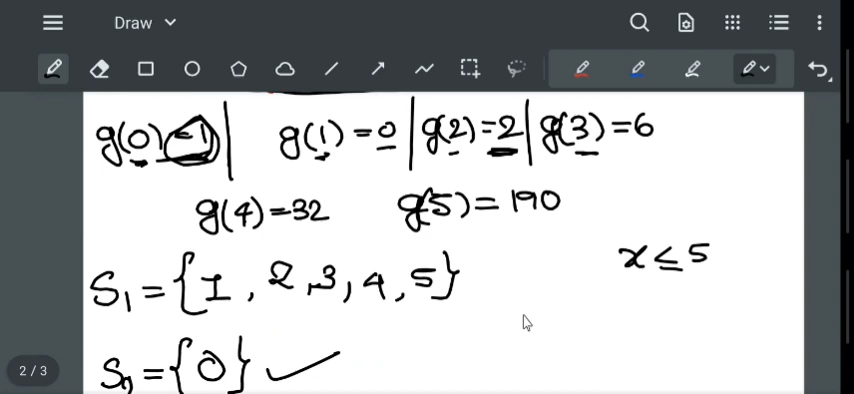 Draw
g(0)=1 | g(1)=0 | g(2)=2 | g(3)=6
g(4)=32 g(5)=190
x≤5
S₁={1,2,3,4,5}
={0}
2 / 3